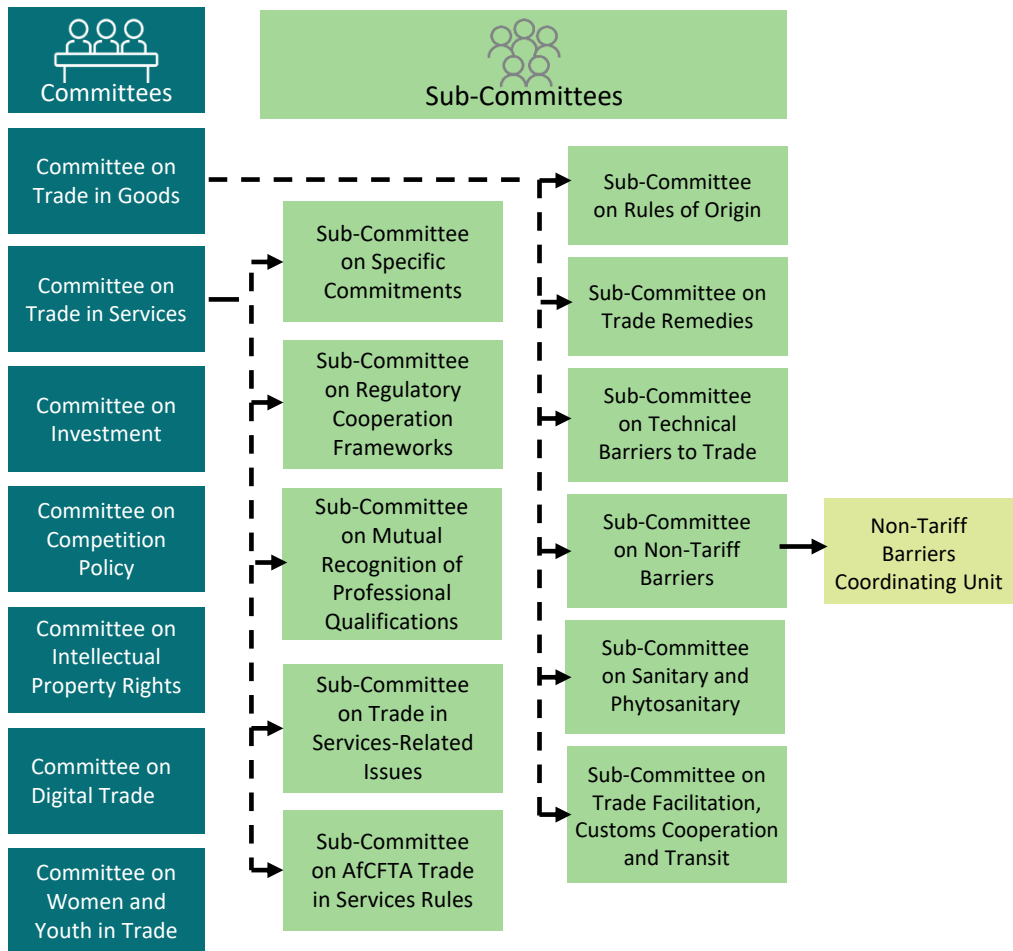 Committees
Sub-Committees
Committee on
Trade in Goods
Committee on
Trade in Services
Committee on
Investment
Committee on
Competition
Policy
Committee on
Intellectual
Property Rights
Committee on
Digital Trade
Committee on
Women and
Youth in Trade
Sub-Committee
on Specific
Commitments
Sub-Committee
on Regulatory
Cooperation
Frameworks
Sub-Committee
on Mutual
Recognition of
Professional
Qualifications
Sub-Committee
on Trade in
Services-Related
Issues
Sub-Committee
on AfCFTA Trade
in Services Rules
Sub-Committee
on Rules of Origin
Sub-Committee on
Trade Remedies
Sub-Committee
on Technical
Barriers to Trade
Sub-Committee
on Non-Tariff
Barriers
Sub-Committee
on Sanitary and
Phytosanitary
Sub-Committee on
Trade Facilitation,
Customs Cooperation
and Transit
Non-Tariff
Barriers
Coordinating Unit